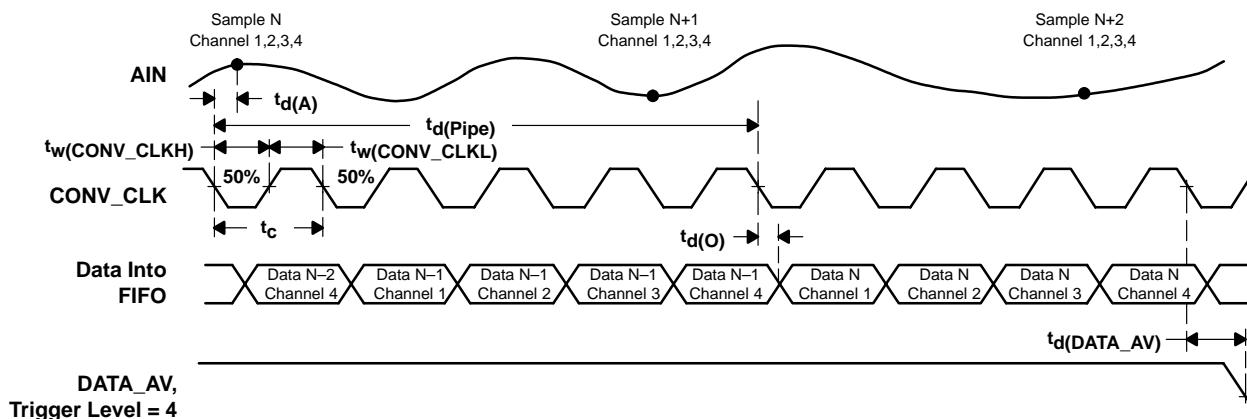 Sample N
Channel 1,2,3,4
Sample N+1
Channel 1,2,3,4
Sample N+2
Channel 1,2,3,4
AIN
td(A)
td(Pipe)
tw(CONV_CLKH)
tw(CONV_CLKL)
50%
50%
CONV_CLK
tc
td(O)
Data Into
FIFO
Data N–2
Channel 4
Data N–1
Channel 1
Data N–1
Channel 2
Data N–1
Channel 3
Data N–1
Channel 4
Data N
Channel 1
Data N
Channel 2
Data N
Channel 3
Data N
Channel 4
td(DATA_AV)
DATA_AV,
Trigger Level = 4